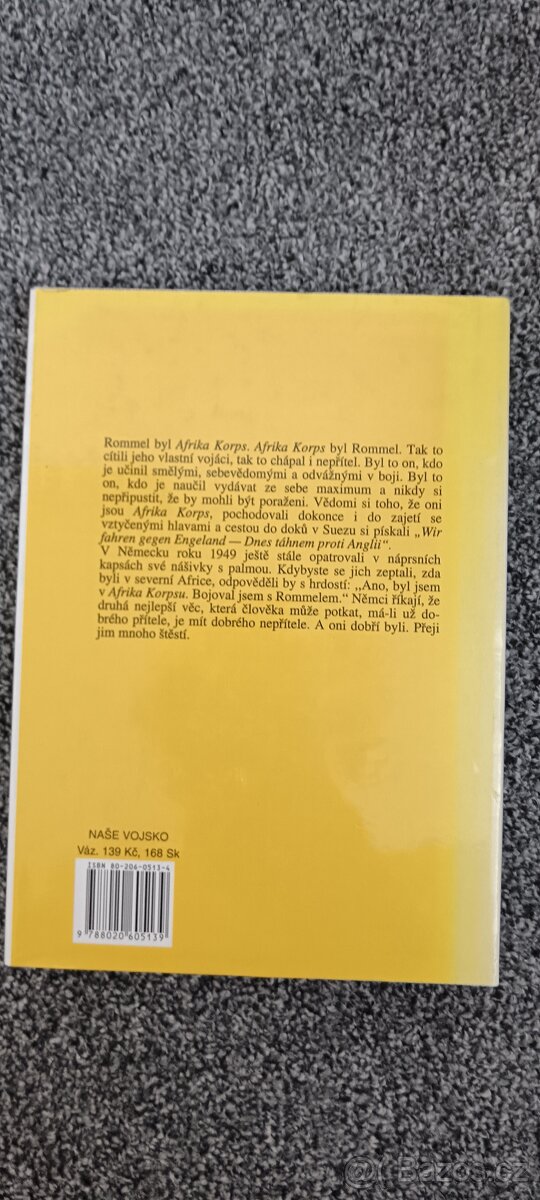 Rommel byl Afrika Korps. Afrika Korps byl Rommel. Tak to
cítili jeho vlastní vojáci, tak to chápal i nepřítel. Byl to on, kdo
je učinil smělými, sebevědomými a odvážnými v boji. Byl to
on, kdo je naučil vydávat ze sebe maximum a nikdy si
nepřipustit, že by mohli být poraženi. Vědomi si toho, že oni
jsou Afrika Korps, pochodovali dokonce i do zajetí se
vztyčenými hlavami a cestou do doků v Suezu si pískali „Wir
fahren gegen Engeland — Dnes táhnem proti Anglii“.
V Německu roku 1949 ještě stále opatrovali v náprsních
kapsách své nášivky s palmou. Kdybyste se jich zeptali, zda
byli v severní Africe, odpověděli by s hrdostí: „Ano, byl jsem
v Afrika Korpsu. Bojoval jsem s Rommelem.“ Němci říkají, že
druhá nejlepší věc, která člověka může potkat, má-li už do-
brého přítele, je mít dobrého nepřítele. A oni dobří byli. Přeji
jim mnoho štěstí.
NAŠE VOJSKO
Váz. 139 Kč, 168 Sk
ISBN 80-206-0513-4
9 788020 605139
@ Bazos.cz